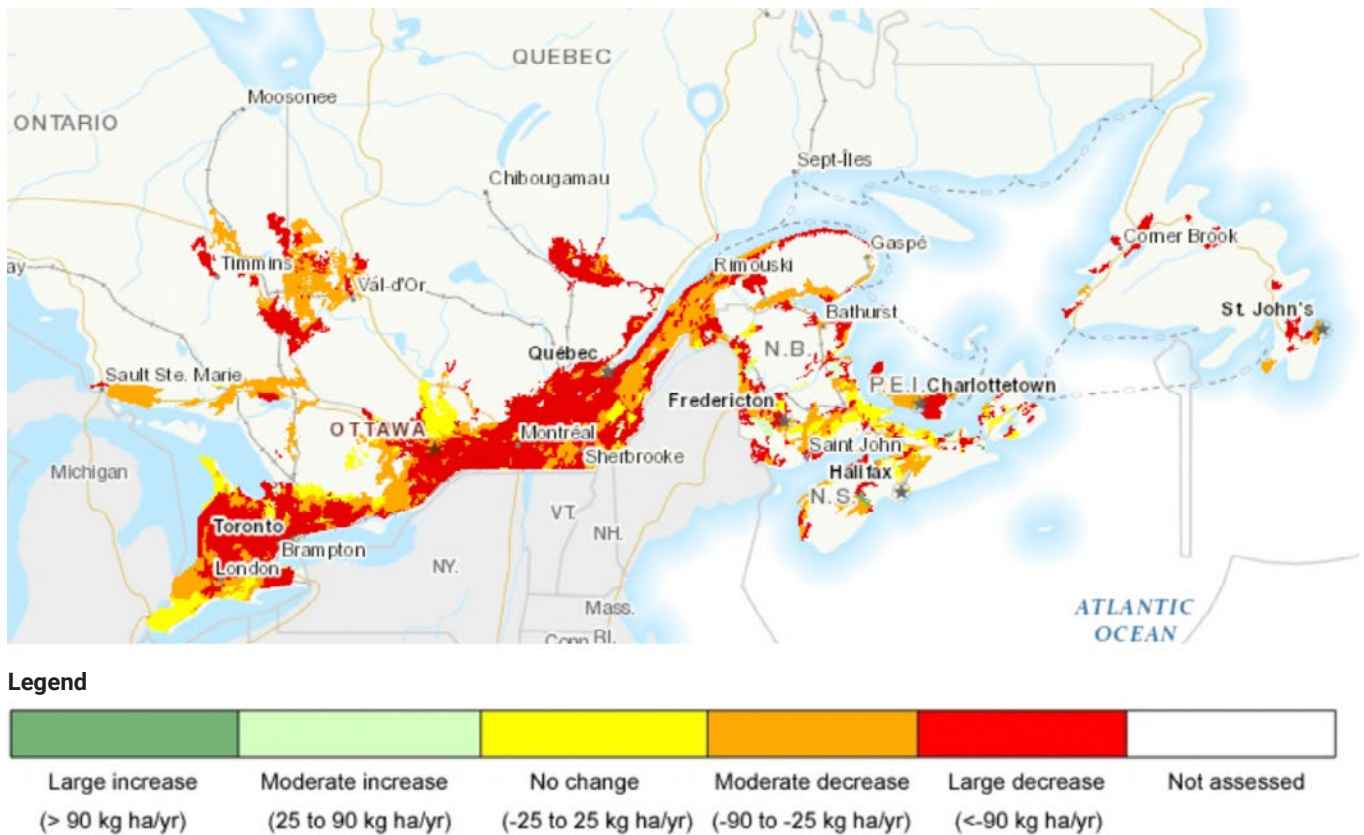 QUEBEC
Moosonee
ONTARIO
Sept-Îles
Chibougamau
Gaspé
Corner Brook
Timmins
Rimouski
ay
Val-d'Or
Bathurst
St. John's
Québec
N.B.
Sault Ste. Marie
P.E.I. Charlottetown
Fredericton
OTTAWA
Montréal
Saint John
Sherbrooke
Michigan
Halifax
N.S.
VT.
Toronto
NH.
Brampton
London
NY.
Mass.
ATLANTIC
OCEAN
Conn RI.
Legend
Large increase
(> 90 kg ha/yr)
Moderate increase
(25 to 90 kg ha/yr)
No change
(-25 to 25 kg ha/yr)
Moderate decrease
(-90 to -25 kg ha/yr)
Large decrease
(<-90 kg ha/yr)
Not assessed